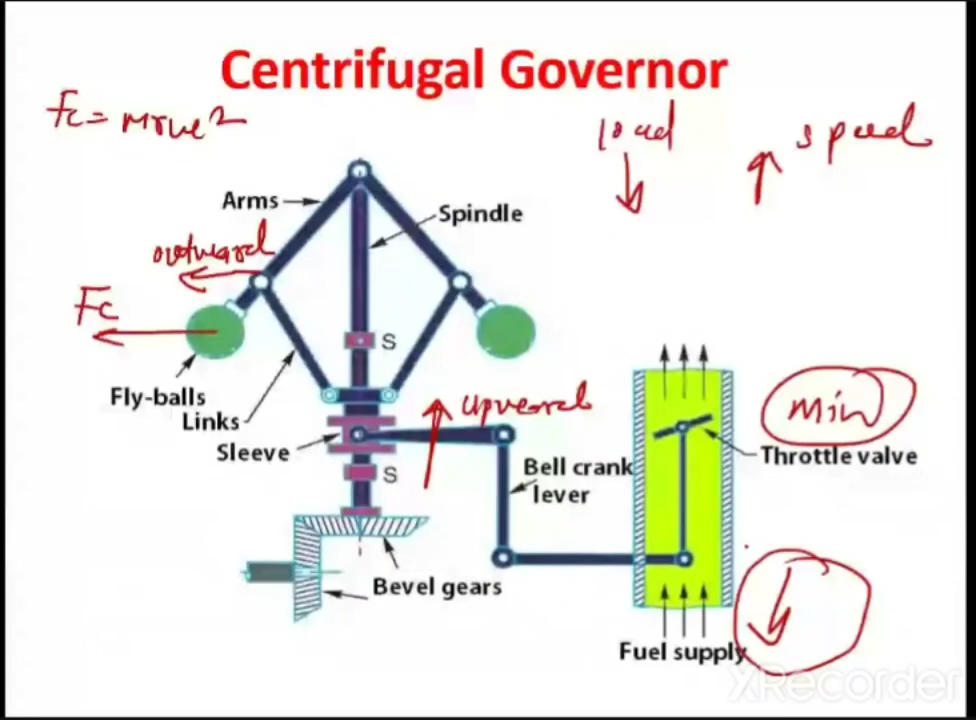 Centrifugal Governor
Fc = mrw²
load
speed
Arms
Spindle
outward
Fc
S
Fly-balls
Links
upward
min
Sleeve
Throttle valve
S
Bell crank
lever
Bevel gears
Fuel supply
XRecorder